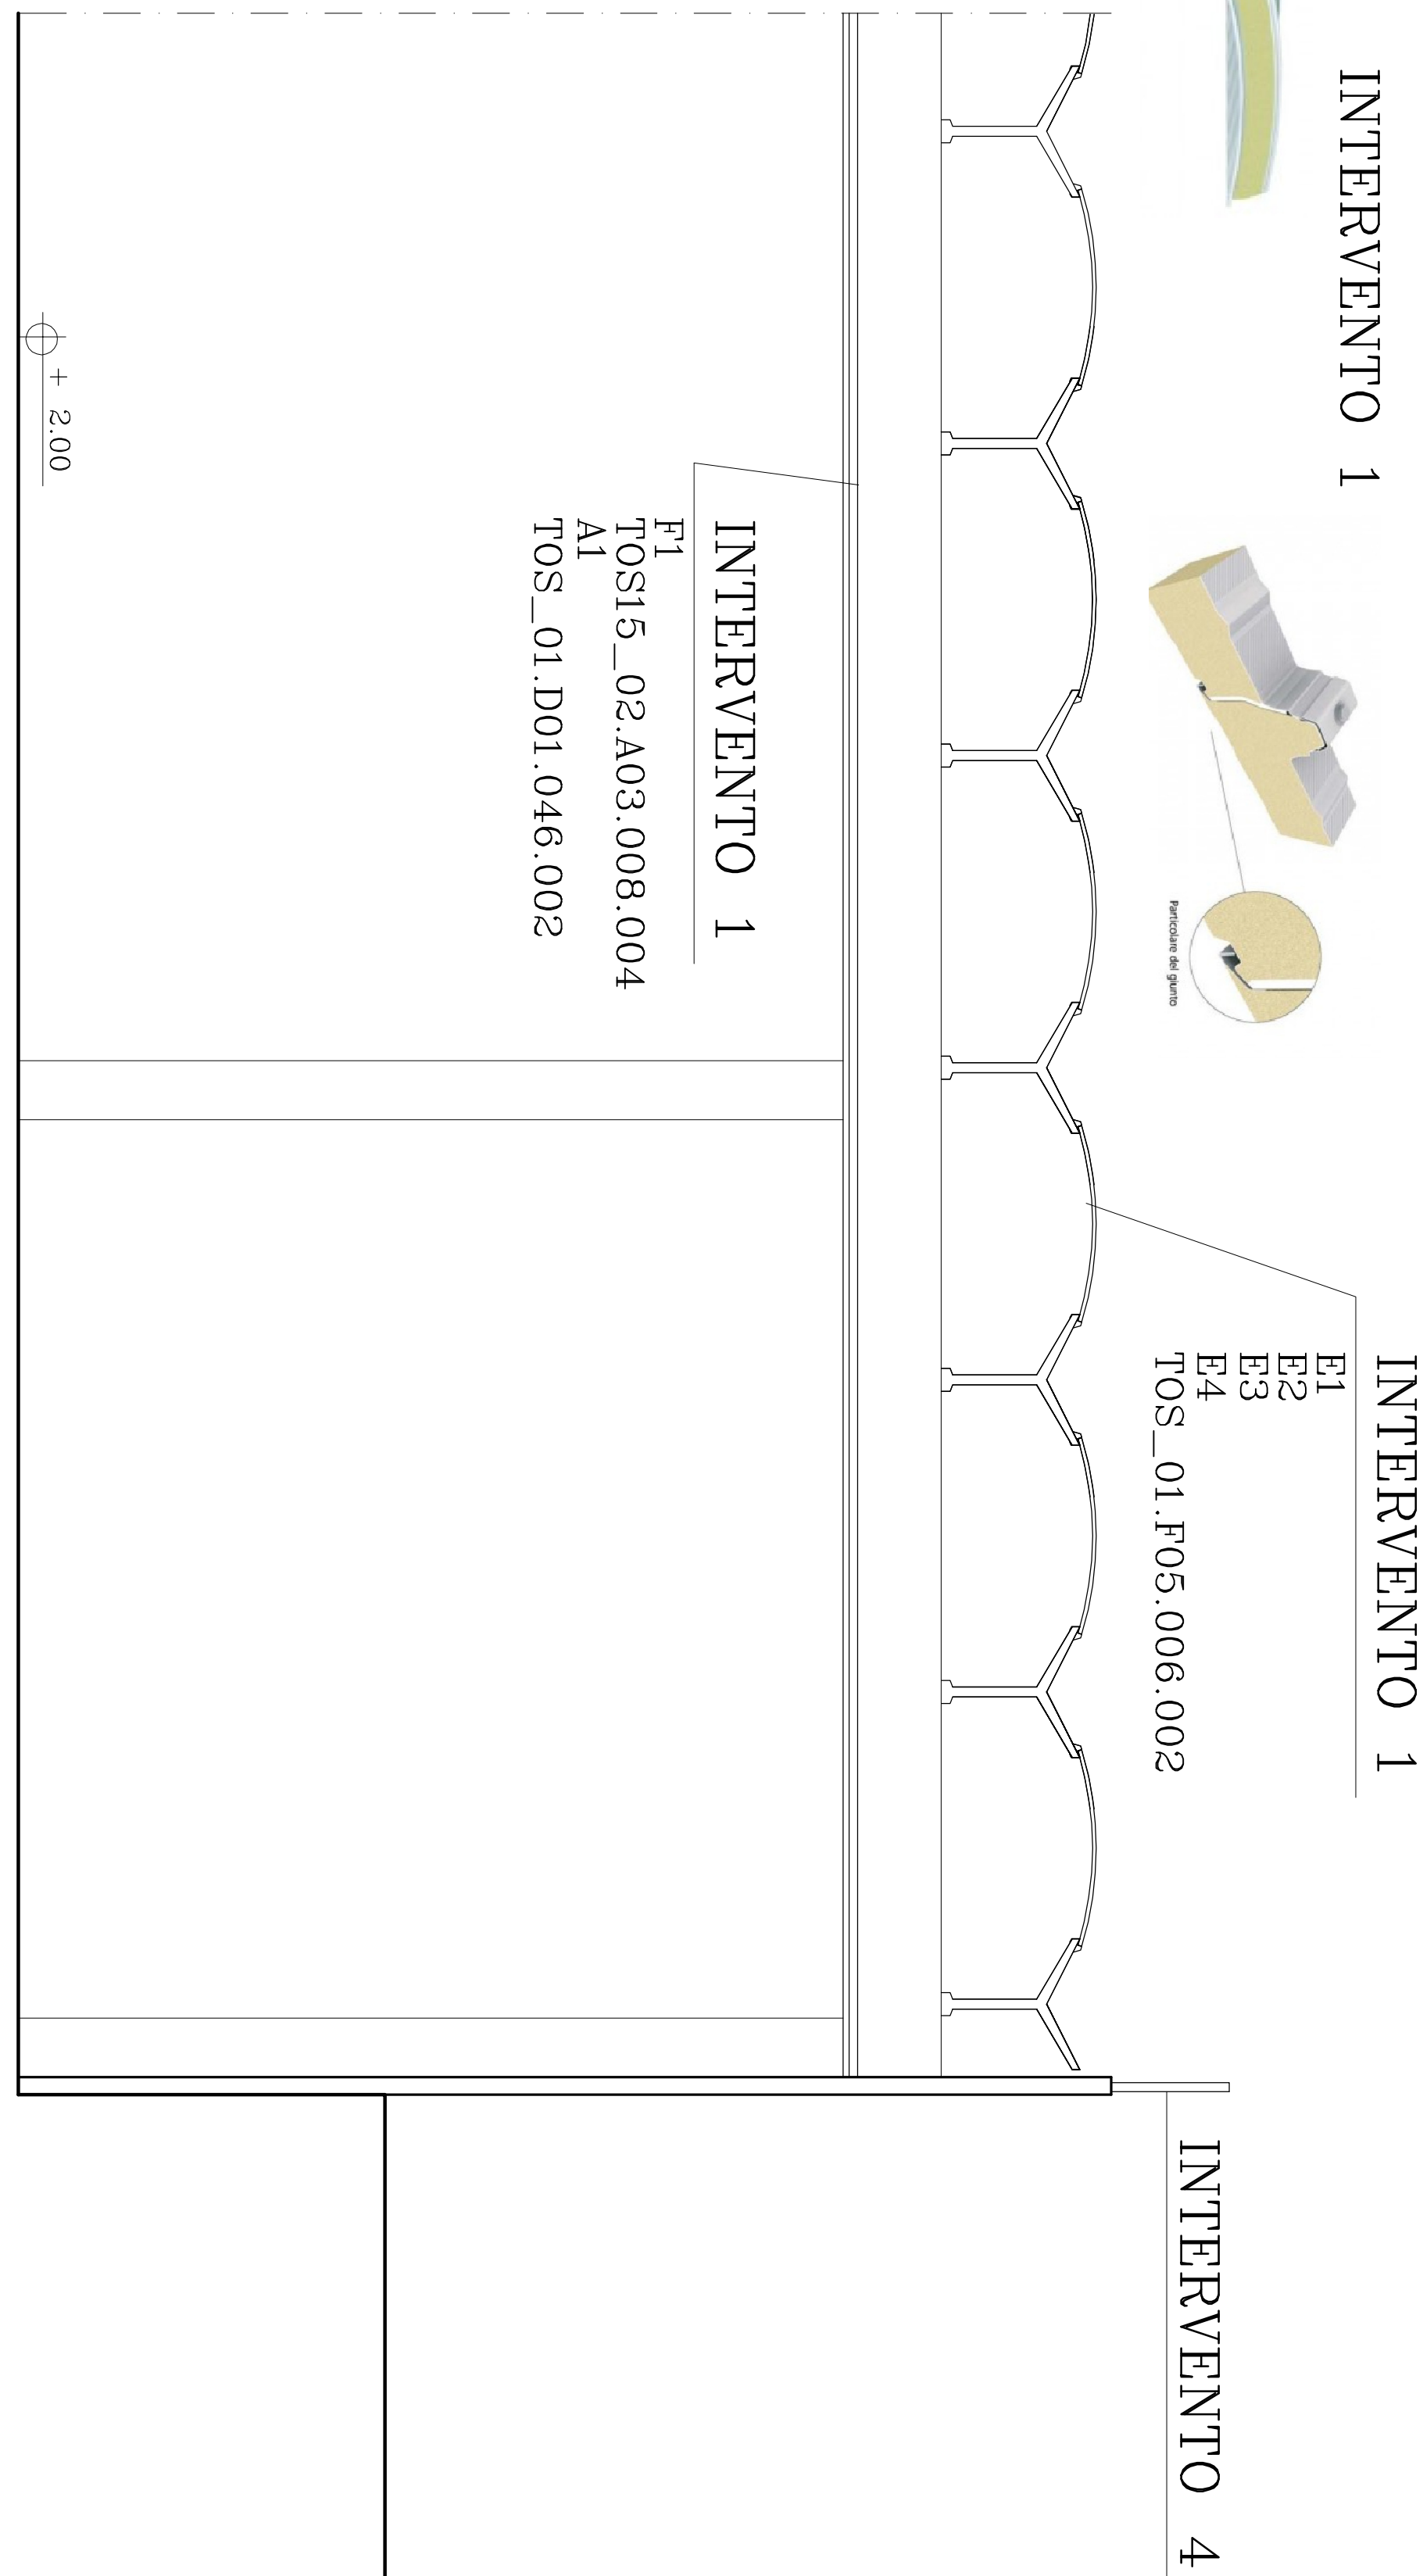 INTERVENTO 1
Particolare del giunto
INTERVENTO 1
E1
E2
E3
E4
TOS_01.F05.006.002
INTERVENTO 4
INTERVENTO 1
F1
TOS15_02.A03.008.004
A1
TOS_01.D01.046.002
+ 2.00